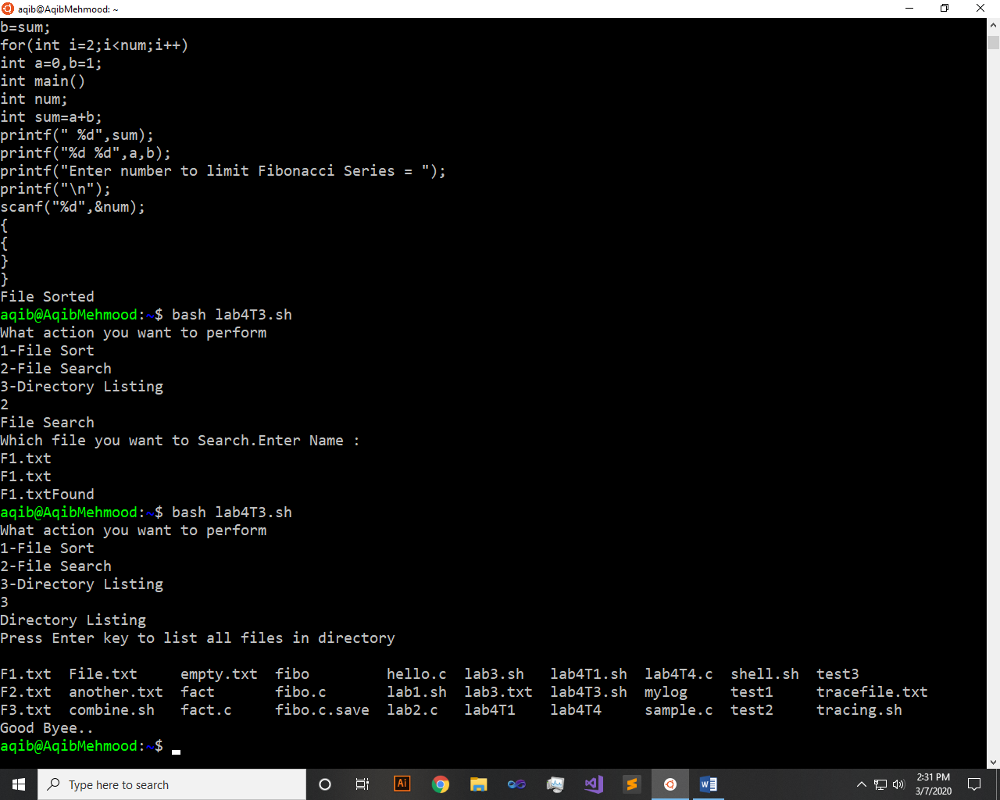 aqib@AqibMehmood: ~
b=sum;
for(int i=2;i<num;i++)
int a=0,b=1;
int main()
int num;
int sum=a+b;
printf(" %d",sum);
printf("%d %d",a,b);
printf("Enter number to limit Fibonacci Series = ");
printf("\n");
scanf("%d",&num);
{
{
}
}
File Sorted
aqib@AqibMehmood:~$ bash lab4T3.sh
What action you want to perform
1-File Sort
2-File Search
3-Directory Listing
2
File Search
Which file you want to Search.Enter Name :
F1.txt
F1.txt
F1.txtFound
aqib@AqibMehmood:~$ bash lab4T3.sh
What action you want to perform
1-File Sort
2-File Search
3-Directory Listing
3
Directory Listing
Press Enter key to list all files in directory
F1.txt  File.txt     empty.txt  fibo         hello.c  lab3.sh   lab4T1.sh  lab4T4.c  shell.sh  test3
F2.txt  another.txt  fact       fibo.c       lab1.sh  lab3.txt  lab4T3.sh  mylog     test1     tracefile.txt
F3.txt  combine.sh   fact.c     fibo.c.save  lab2.c   lab4T1    lab4T4     sample.c  test2     tracing.sh
Good Byee..
aqib@AqibMehmood:~$
Type here to search
Ai
2:31 PM
3/7/2020